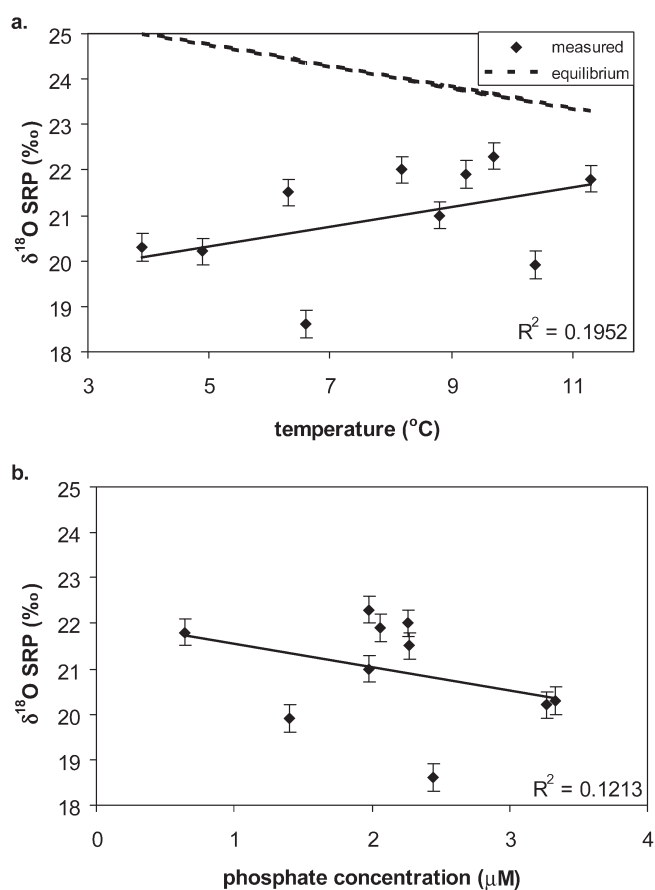 a.
25
24
23
22
21
20
19
18
δ¹⁸O SRP (‰)
measured
equilibrium
R² = 0.1952
3 5 7 9 11
temperature (°C)
b.
25
24
23
22
21
20
19
18
δ¹⁸O SRP (‰)
R² = 0.1213
0 1 2 3 4
phosphate concentration (μM)